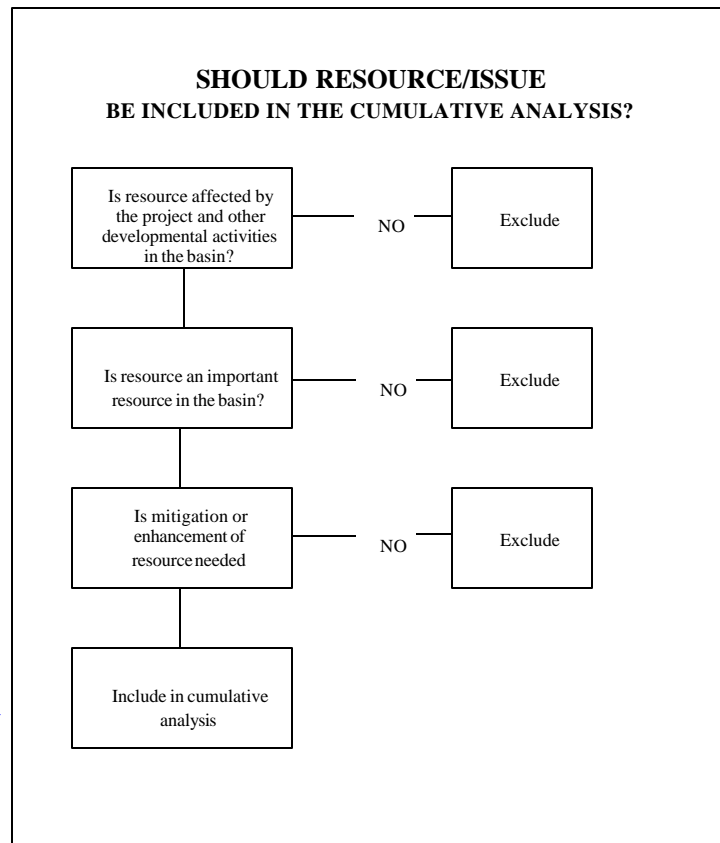 SHOULD RESOURCE/ISSUE
BE INCLUDED IN THE CUMULATIVE ANALYSIS?
Is resource affected by
the project and other
developmental activities
in the basin?
NO
Exclude
Is resource an important
resource in the basin?
NO
Exclude
Is mitigation or
enhancement of
resource needed
NO
Exclude
Include in cumulative
analysis